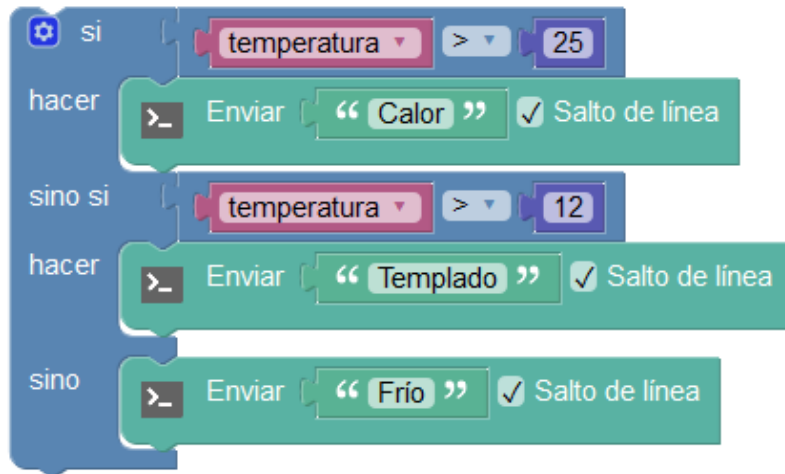 si temperatura > 25
hacer >_ Enviar “ Calor ” ✓ Salto de línea
sino si temperatura > 12
hacer >_ Enviar “ Templado ” ✓ Salto de línea
sino >_ Enviar “ Frío ” ✓ Salto de línea